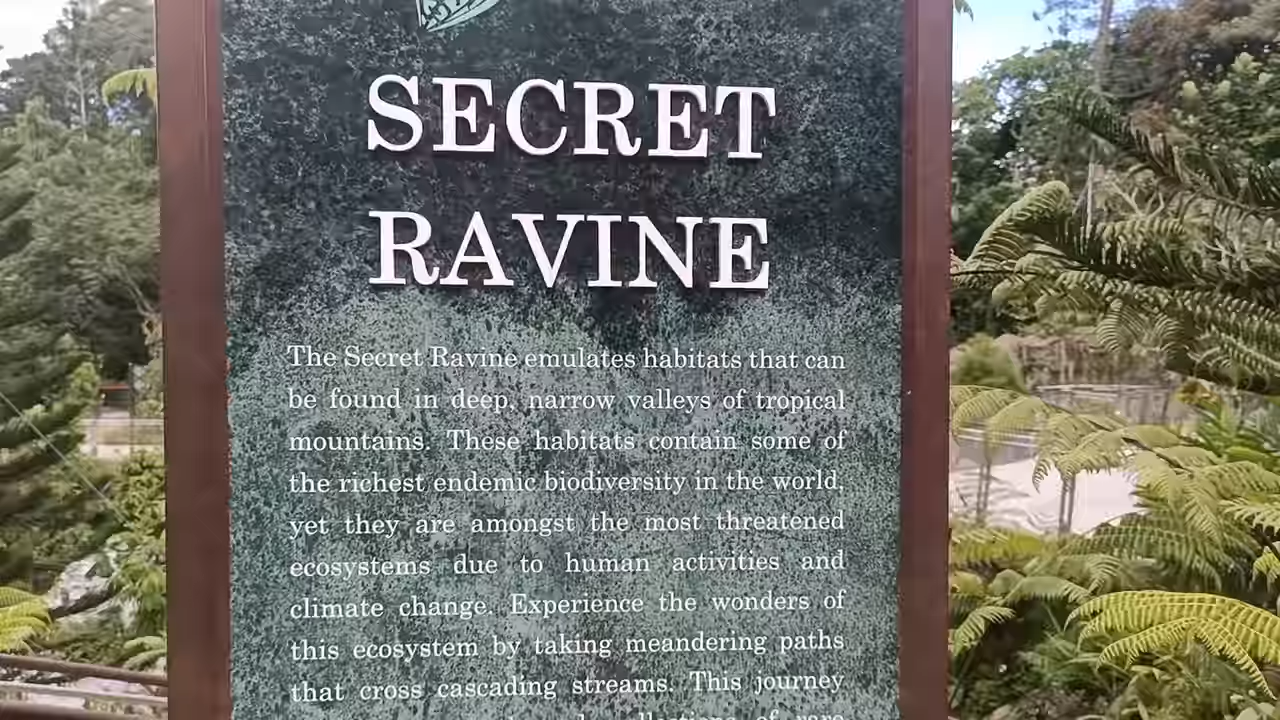 SECRET
RAVINE
The Secret Ravine emulates habitats that can
be found in deep, narrow valleys of tropical
mountains. These habitats contain some of
the richest endemic biodiversity in the world,
yet they are amongst the most threatened
ecosystems due to human activities and
climate change. Experience the wonders of
this ecosystem by taking meandering paths
that cross cascading streams. This journey
of rare